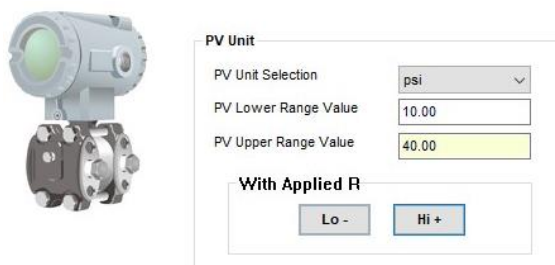 PV Unit
PV Unit Selection psi
PV Lower Range Value 10.00
PV Upper Range Value 40.00
With Applied R
Lo - Hi +